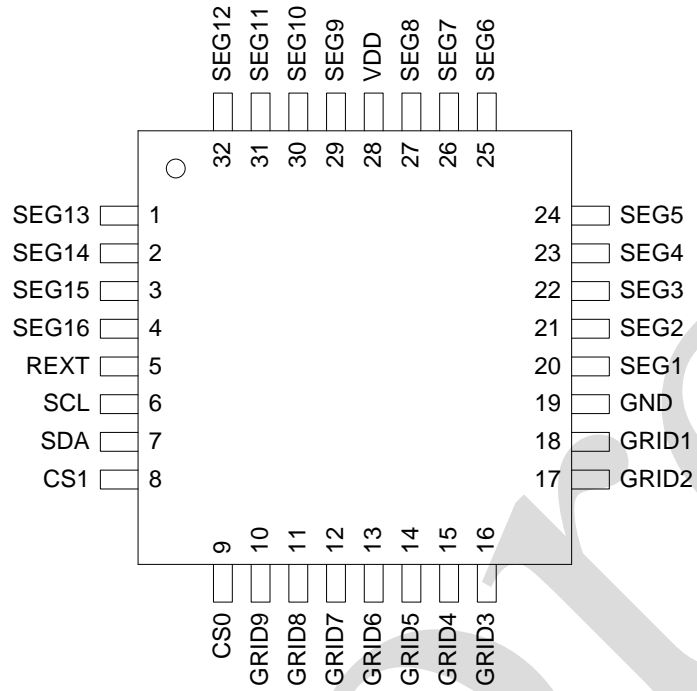 SEG12
SEG11
SEG10
SEG9
VDD
SEG8
SEG7
SEG6
32
31
30
29
28
27
26
25
SEG13 1
SEG14 2
SEG15 3
SEG16 4
REXT 5
SCL 6
SDA 7
CS1 8
24 SEG5
23 SEG4
22 SEG3
21 SEG2
20 SEG1
19 GND
18 GRID1
17 GRID2
9
10
11
12
13
14
15
16
CS0
GRID9
GRID8
GRID7
GRID6
GRID5
GRID4
GRID3